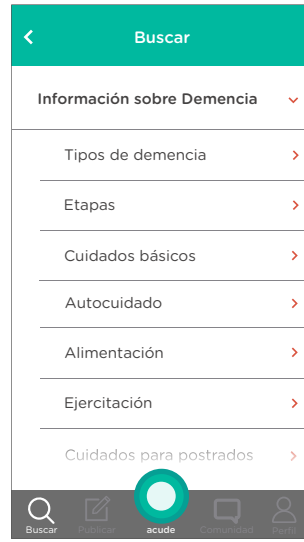 Buscar
Información sobre Demencia
Tipos de demencia
Etapas
Cuidados básicos
Autocuidado
Alimentación
Ejercitación
Cuidados para postrados
Buscar
Publicar
acude
Comunidad
Perfil